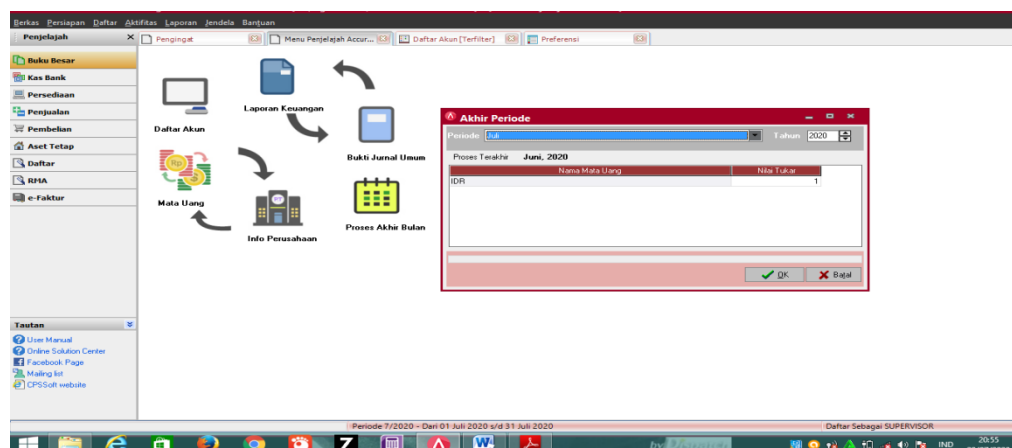 Berkas Persiapan Daftar Aktifitas Laporan Jendela Bantuan
Penjelajah
Pengingat
Menu Penjelajah Accur...
Daftar Akun [Terfilter]
Preferensi
Buku Besar
Kas Bank
Persediaan
Penjualan
Pembelian
Aset Tetap
Daftar
RMA
e-Faktur
Daftar Akun
Laporan Keuangan
Bukti Jurnal Umum
Rp
Mata Uang
PT
Info Perusahaan
Proses Akhir Bulan
Akhir Periode
Periode Juli Tahun 2020
Proses Terakhir Juni, 2020
Nama Mata Uang Nilai Tukar
IDR 1
OK Batal
Tautan
User Manual
Online Solution Center
Facebook Page
Mailing list
CPSSoft website
Periode 7/2020 - Dari 01 Juli 2020 s/d 31 Juli 2020
Daftar Sebagai SUPERVISOR
IND
20:55